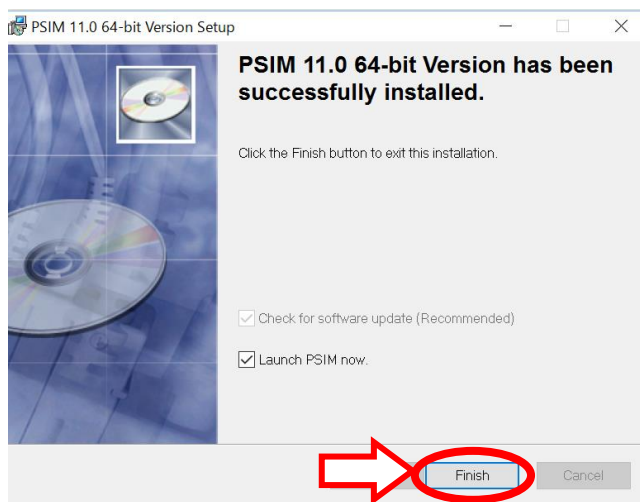 PSIM 11.0 64-bit Version Setup
PSIM 11.0 64-bit Version has been
successfully installed.
Click the Finish button to exit this installation.
Check for software update (Recommended)
Launch PSIM now.
Finish
Cancel